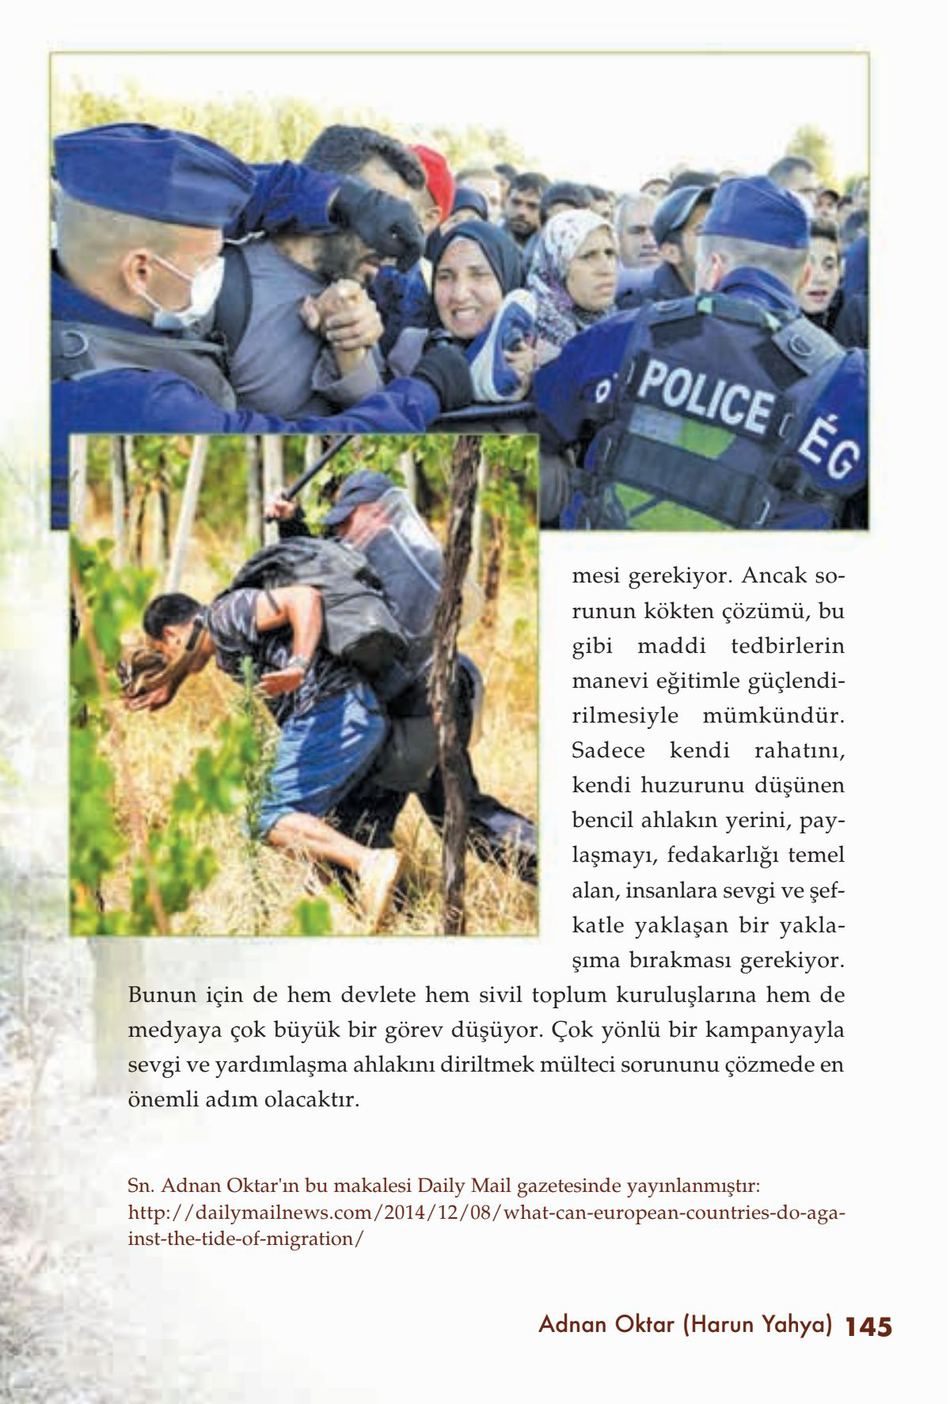 POLICE
ÉG
mesi gerekiyor. Ancak so-
runun kökten çözümü, bu
gibi maddi tedbirlerin
manevi eğitimle güçlendi-
rilmesiyle mümkündür.
Sadece kendi rahatını,
kendi huzurunu düşünen
bencil ahlakın yerini, pay-
laşmayı, fedakarlığı temel
alan, insanlara sevgi ve şef-
katle yaklaşan bir yakla-
şıma bırakması gerekiyor.
Bunun için de hem devlete hem sivil toplum kuruluşlarına hem de
medyaya çok büyük bir görev düşüyor. Çok yönlü bir kampanyayla
sevgi ve yardımlaşma ahlakını diriltmek mülteci sorununu çözmede en
önemli adım olacaktır.
Sn. Adnan Oktar'ın bu makalesi Daily Mail gazetesinde yayınlanmıştır:
http://dailymailnews.com/2014/12/08/what-can-european-countries-do-aga-
inst-the-tide-of-migration/
Adnan Oktar (Harun Yahya) 145